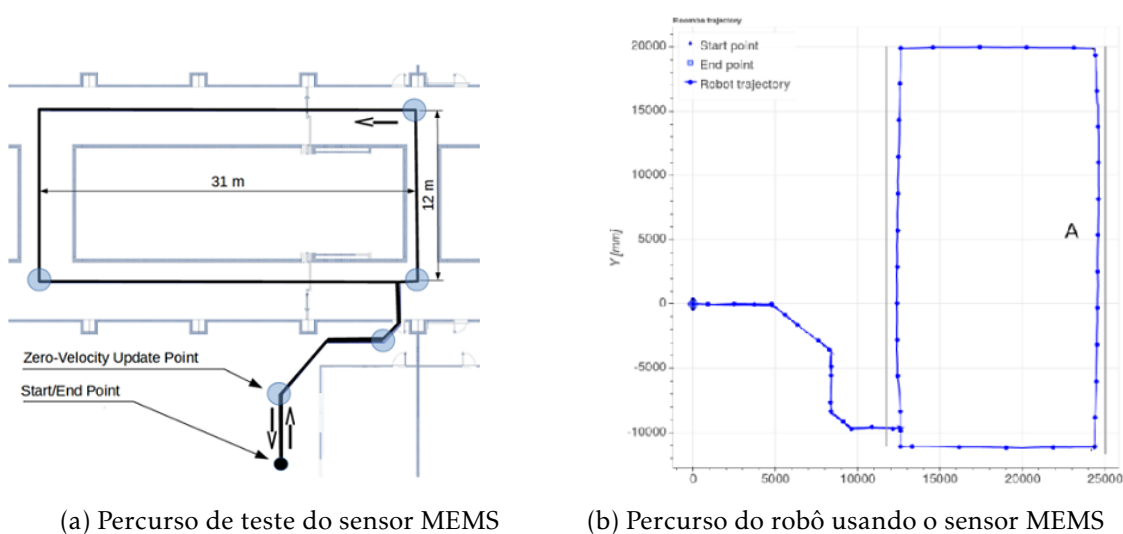 31 m
12 m
Zero-Velocity Update Point
Start/End Point
(a) Percurso de teste do sensor MEMS
Roomba trajectory
Start point
End point
Robot trajectory
Y [mm]
20000
15000
10000
5000
0
-5000
-10000
A
0
5000
10000
15000
20000
25000
(b) Percurso do robô usando o sensor MEMS